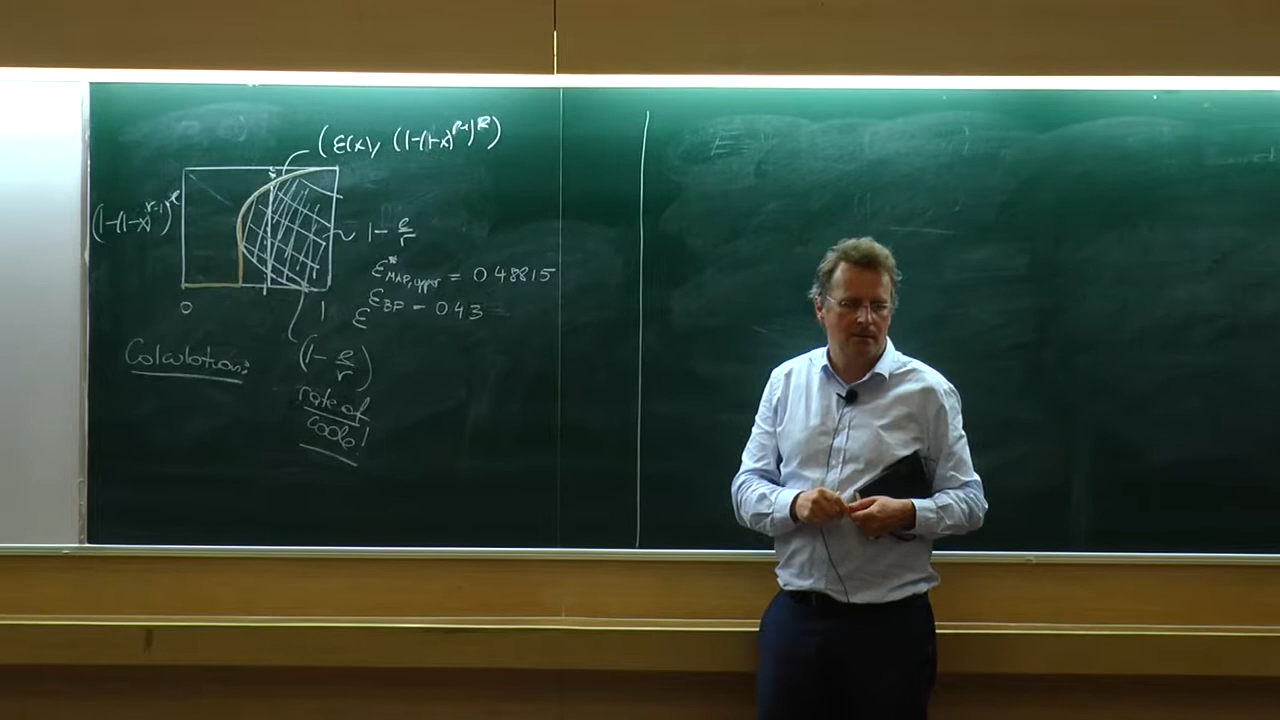 (ε(x), (1-(1-x)^{r-1})^ℓ)
(1-(1-x)^{r-1})^ℓ
1 - ℓ/r
ε*_{MAP, upper} = 0.48815
ε^{BP} = 0.43
0
1
ε
Calculation:
(1 - ℓ/r)
rate of
code!